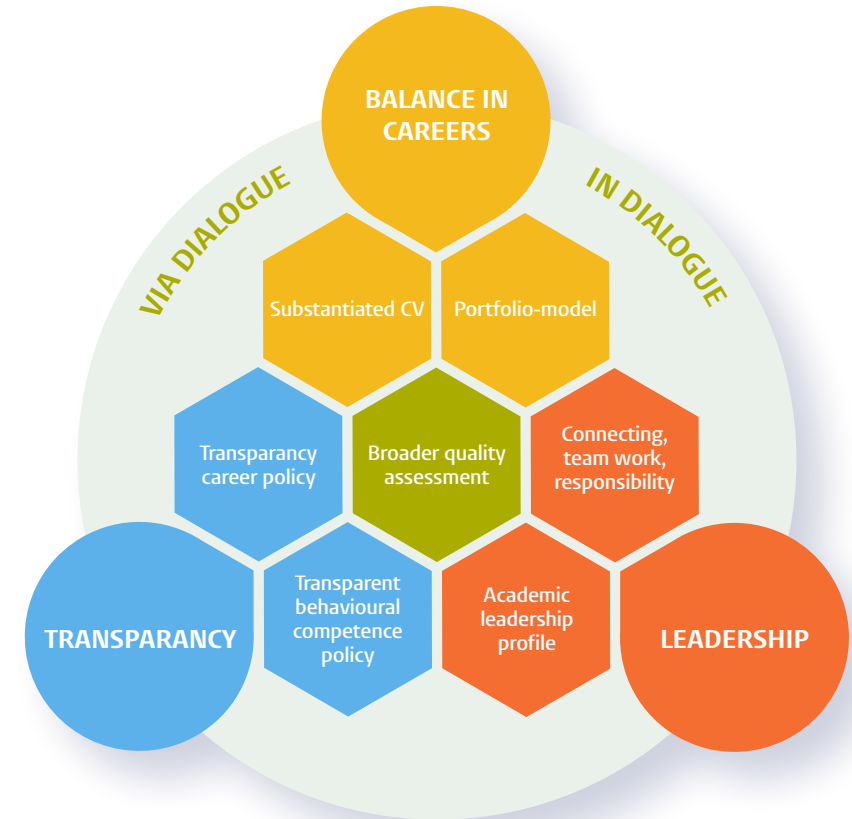 BALANCE IN
CAREERS
VIA DIALOGUE
IN DIALOGUE
Substantiated CV
Portfolio-model
Transparancy
career policy
Broader quality
assessment
Connecting,
team work,
responsibility
TRANSPARANCY
Transparent
behavioural
competence
policy
Academic
leadership
profile
LEADERSHIP